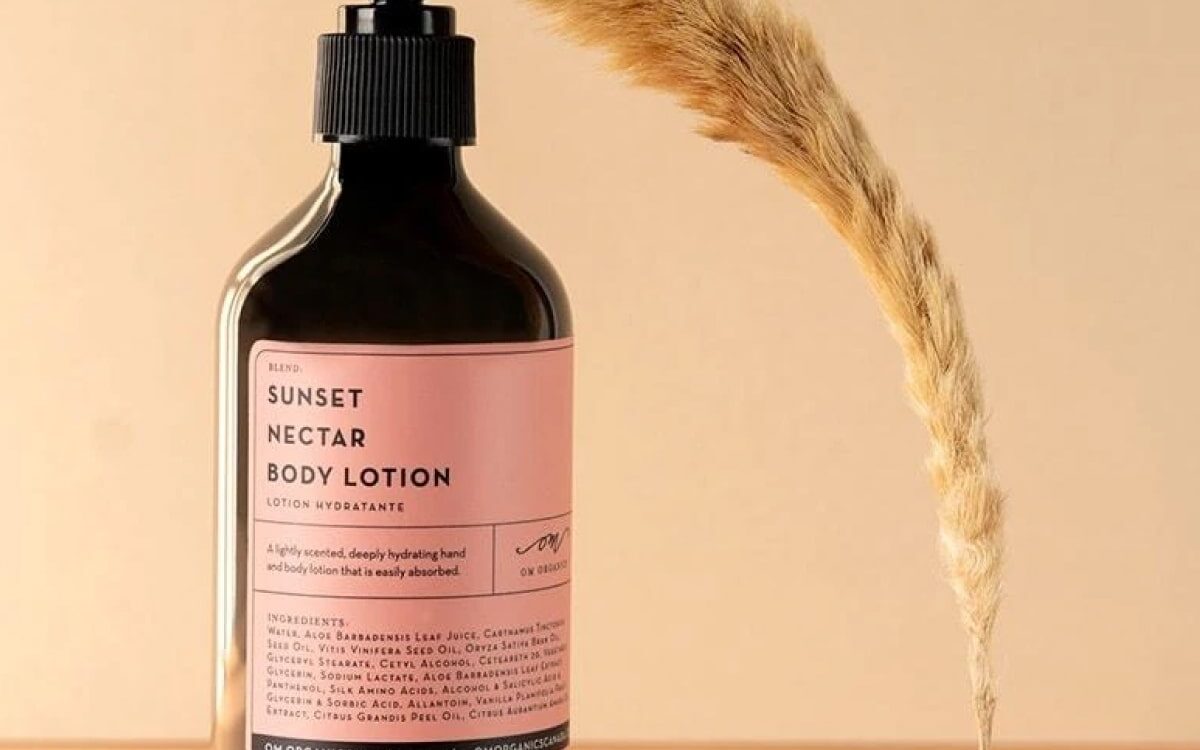 BLEND:
SUNSET
NECTAR
BODY LOTION
LOTION HYDRATANTE
A lightly scented, deeply hydrating hand
and body lotion that is easily absorbed.
om
OM ORGANICS
INGREDIENTS:
WATER, ALOE BARBADENSIS LEAF JUICE, CARTHAMUS
SEED OIL, VITIS VINIFERA SEED OIL, ORYZA SATIVA BRAN OIL,
GLYCERYL STEARATE, CETYL ALCOHOL, CETEARETH 20,
GLYCERIN, SODIUM LACTATE, ALOE BARBADENSIS LEAF EXTRACT
PANTHENOL, SILK AMINO ACIDS, ALCOHOL & SALICYLIC ACID &
GLYCERIN & SORBIC ACID, ALLANTOIN, VANILLA PLANIFOLIA
EXTRACT, CITRUS GRANDIS PEEL OIL, CITRUS AURANTIUM